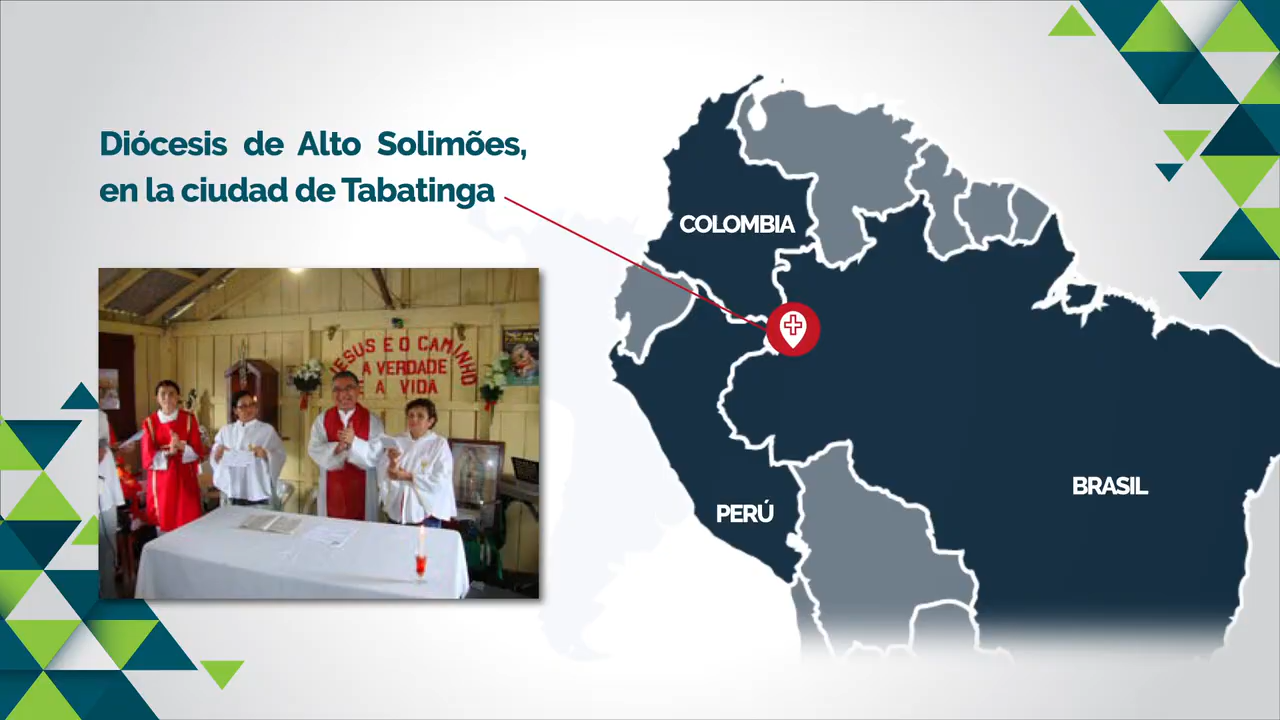 Diócesis de Alto Solimões,
en la ciudad de Tabatinga
COLOMBIA
JESUS E O CAMINHO
A VERDADE
E A VIDA
PERÚ
BRASIL